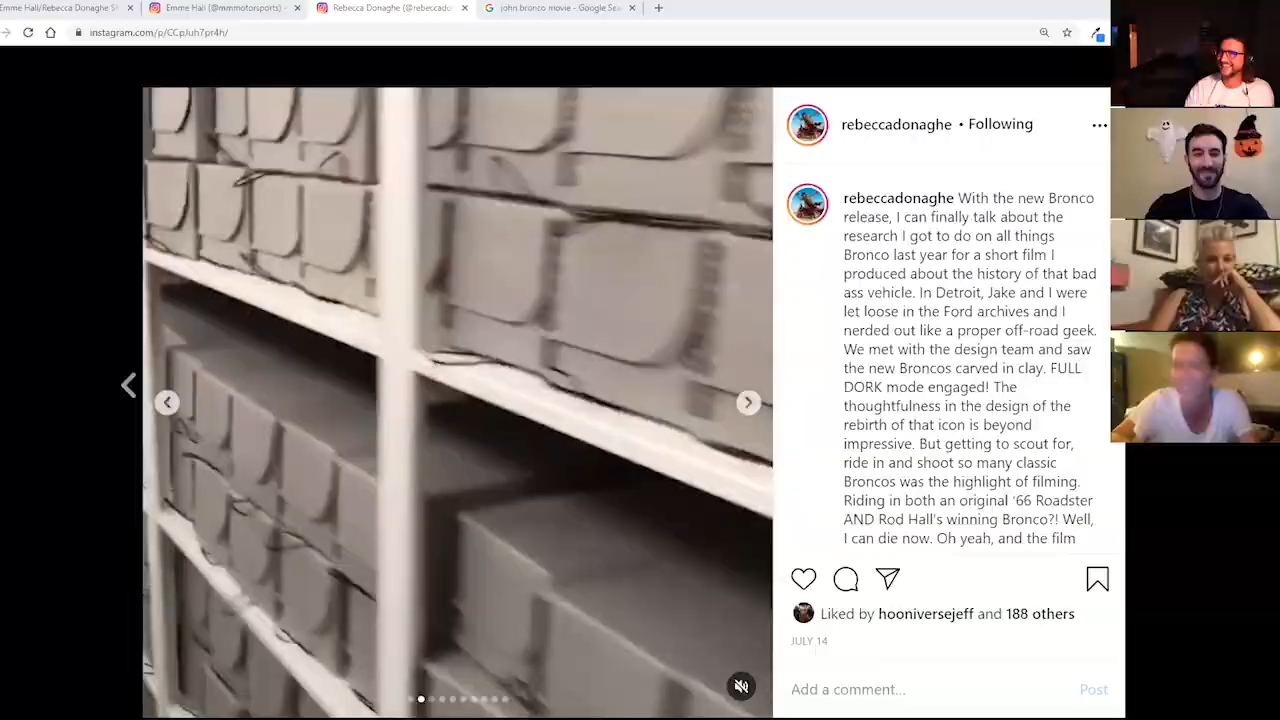 Emme Hall/Rebecca Donaghe S
Emme Hall (@mmmotorsports) ·
Rebecca Donaghe (@rebeccado
john bronco movie - Google Sea
instagram.com/p/CCpJuh7pr4h/
rebeccadonaghe • Following
rebeccadonaghe With the new Bronco
release, I can finally talk about the
research I got to do on all things
Bronco last year for a short film I
produced about the history of that bad
ass vehicle. In Detroit, Jake and I were
let loose in the Ford archives and I
nerded out like a proper off-road geek.
We met with the design team and saw
the new Broncos carved in clay. FULL
DORK mode engaged! The
thoughtfulness in the design of the
rebirth of that icon is beyond
impressive. But getting to scout for,
ride in and shoot so many classic
Broncos was the highlight of filming.
Riding in both an original '66 Roadster
AND Rod Hall's winning Bronco?! Well,
I can die now. Oh yeah, and the film
Liked by hooniversejeff and 188 others
JULY 14
Add a comment...
Post